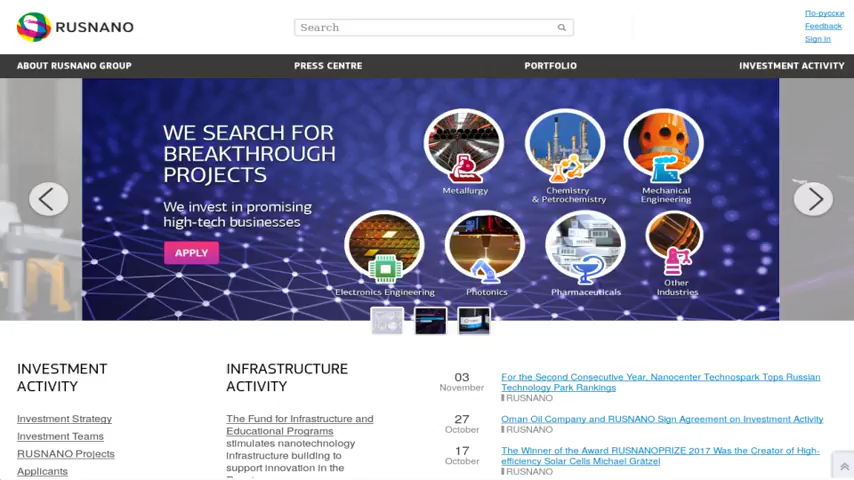 RUSNANO
Search
По-русски
Feedback
Sign in
ABOUT RUSNANO GROUP
PRESS CENTRE
PORTFOLIO
INVESTMENT ACTIVITY
WE SEARCH FOR
BREAKTHROUGH
PROJECTS
We invest in promising
high-tech businesses
APPLY
Metallurgy
Chemistry
& Petrochemistry
Mechanical
Engineering
Electronics Engineering
Photonics
Pharmaceuticals
Other
Industries
INVESTMENT
ACTIVITY
Investment Strategy
Investment Teams
RUSNANO Projects
Applicants
INFRASTRUCTURE
ACTIVITY
The Fund for Infrastructure and
Educational Programs
stimulates nanotechnology
infrastructure building to
support innovation in the
03
November
For the Second Consecutive Year, Nanocenter Technospark Tops Russian
Technology Park Rankings
RUSNANO
27
October
Oman Oil Company and RUSNANO Sign Agreement on Investment Activity
RUSNANO
17
October
The Winner of the Award RUSNANOPRIZE 2017 Was the Creator of High-
efficiency Solar Cells Michael Grätzel
RUSNANO